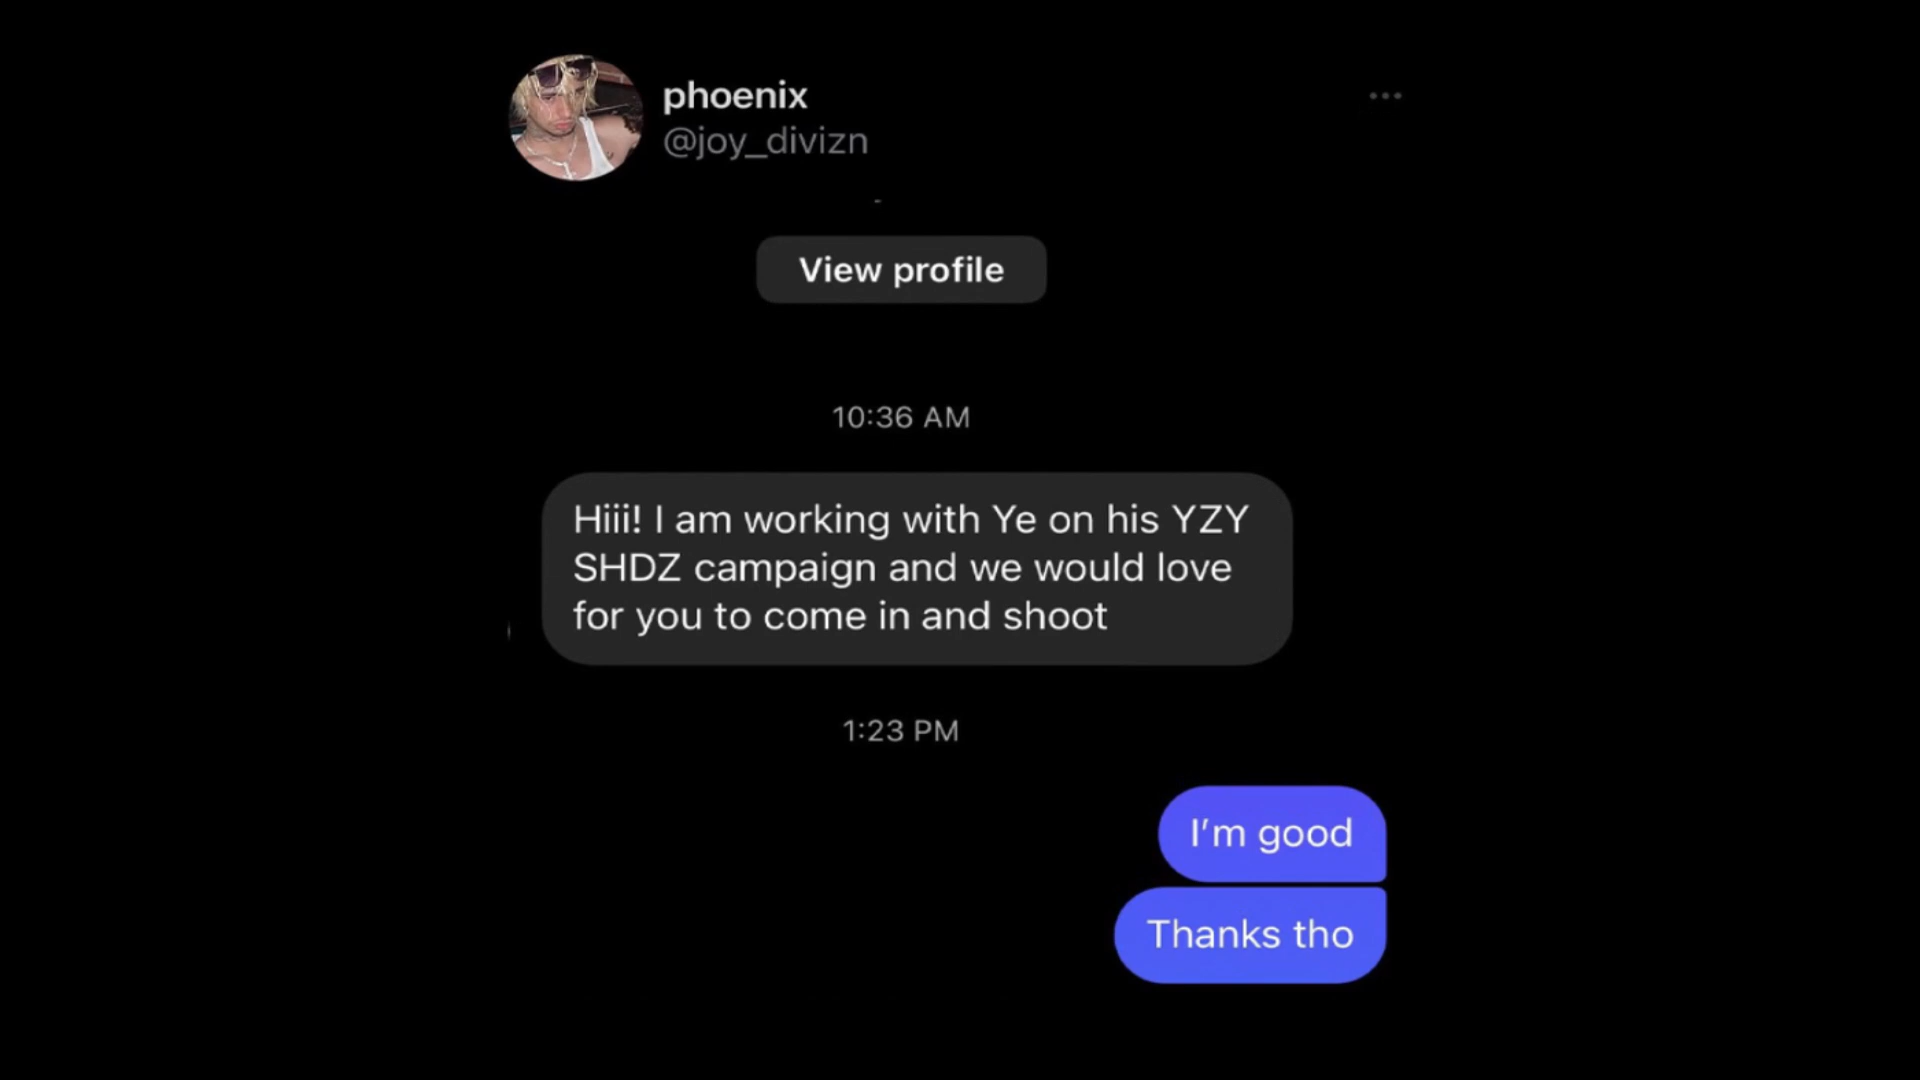 phoenix
@joy_divizn
View profile
10:36 AM
Hiii! I am working with Ye on his YZY
SHDZ campaign and we would love
for you to come in and shoot
1:23 PM
I’m good
Thanks tho